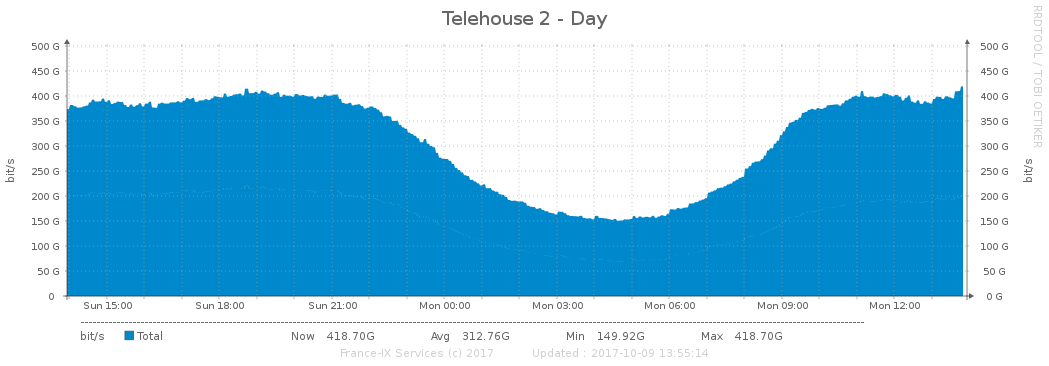 Telehouse 2 - Day
RRDTOOL / TOBI OETIKER
500 G 500 G
450 G 450 G
400 G 400 G
350 G 350 G
300 G 300 G
250 G 250 G
200 G 200 G
150 G 150 G
100 G 100 G
50 G 50 G
0 0 G
bit/s bit/s
Sun 15:00 Sun 18:00 Sun 21:00 Mon 00:00 Mon 03:00 Mon 06:00 Mon 09:00 Mon 12:00
bit/s Total Now 418.70G Avg 312.76G Min 149.92G Max 418.70G
France-IX Services (c) 2017 Updated : 2017-10-09 13:55:14